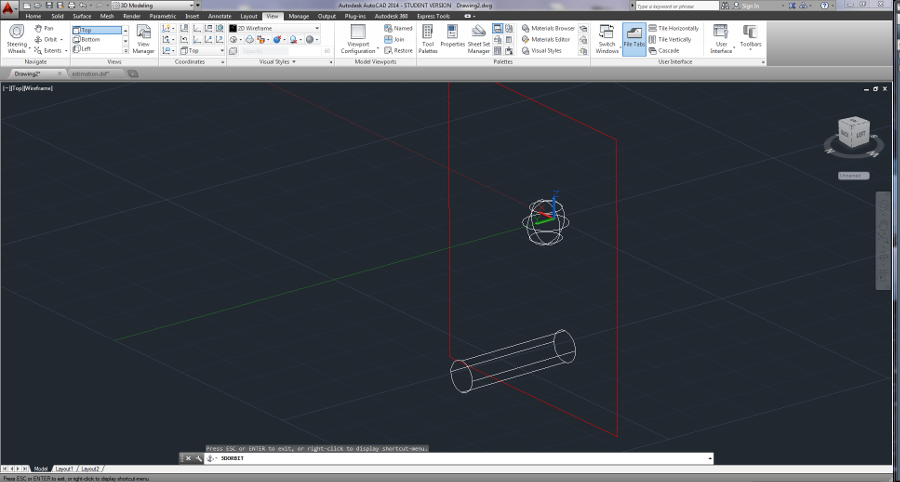 3D Modeling
Autodesk AutoCAD 2014 - STUDENT VERSION Drawing2.dwg
Type a keyword or phrase
Sign In
Home Solid Surface Mesh Render Parametric Insert Annotate Layout View Manage Output Plug-ins Autodesk 360 Express Tools
Steering Wheels
Pan
Orbit
Extents
Navigate
Top
Bottom
Left
View Manager
Views
Top
Coordinates
2D Wireframe
Visual Styles
Viewport Configuration
Named
Join
Restore
Model Viewports
Tool Palettes
Properties
Sheet Set Manager
Materials Browser
Materials Editor
Visual Styles
Palettes
Switch Windows
File Tabs
Tile Horizontally
Tile Vertically
Cascade
User Interface
Toolbars
User Interface
Drawing2*
estimation.dxf*
[−][Top][Wireframe]
LEFT
Unnamed
Press ESC or ENTER to exit, or right-click to display shortcut-menu.
3DORBIT
Model Layout1 Layout2
Press ESC or ENTER to exit, or right-click to display shortcut-menu.